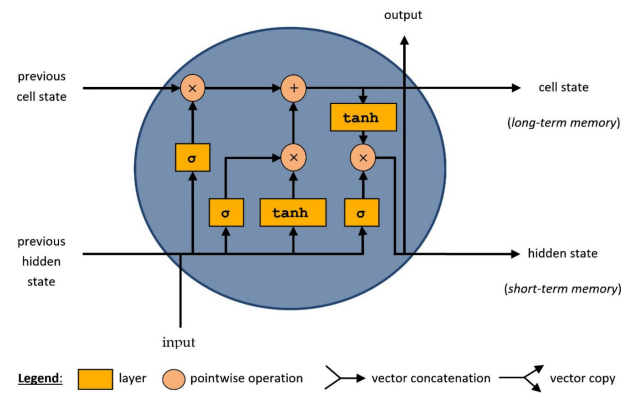 output
previous
cell state
×
+
cell state
tanh
(long-term memory)
σ
×
×
σ
tanh
σ
previous
hidden
state
hidden state
(short-term memory)
input
Legend: layer pointwise operation vector concatenation vector copy